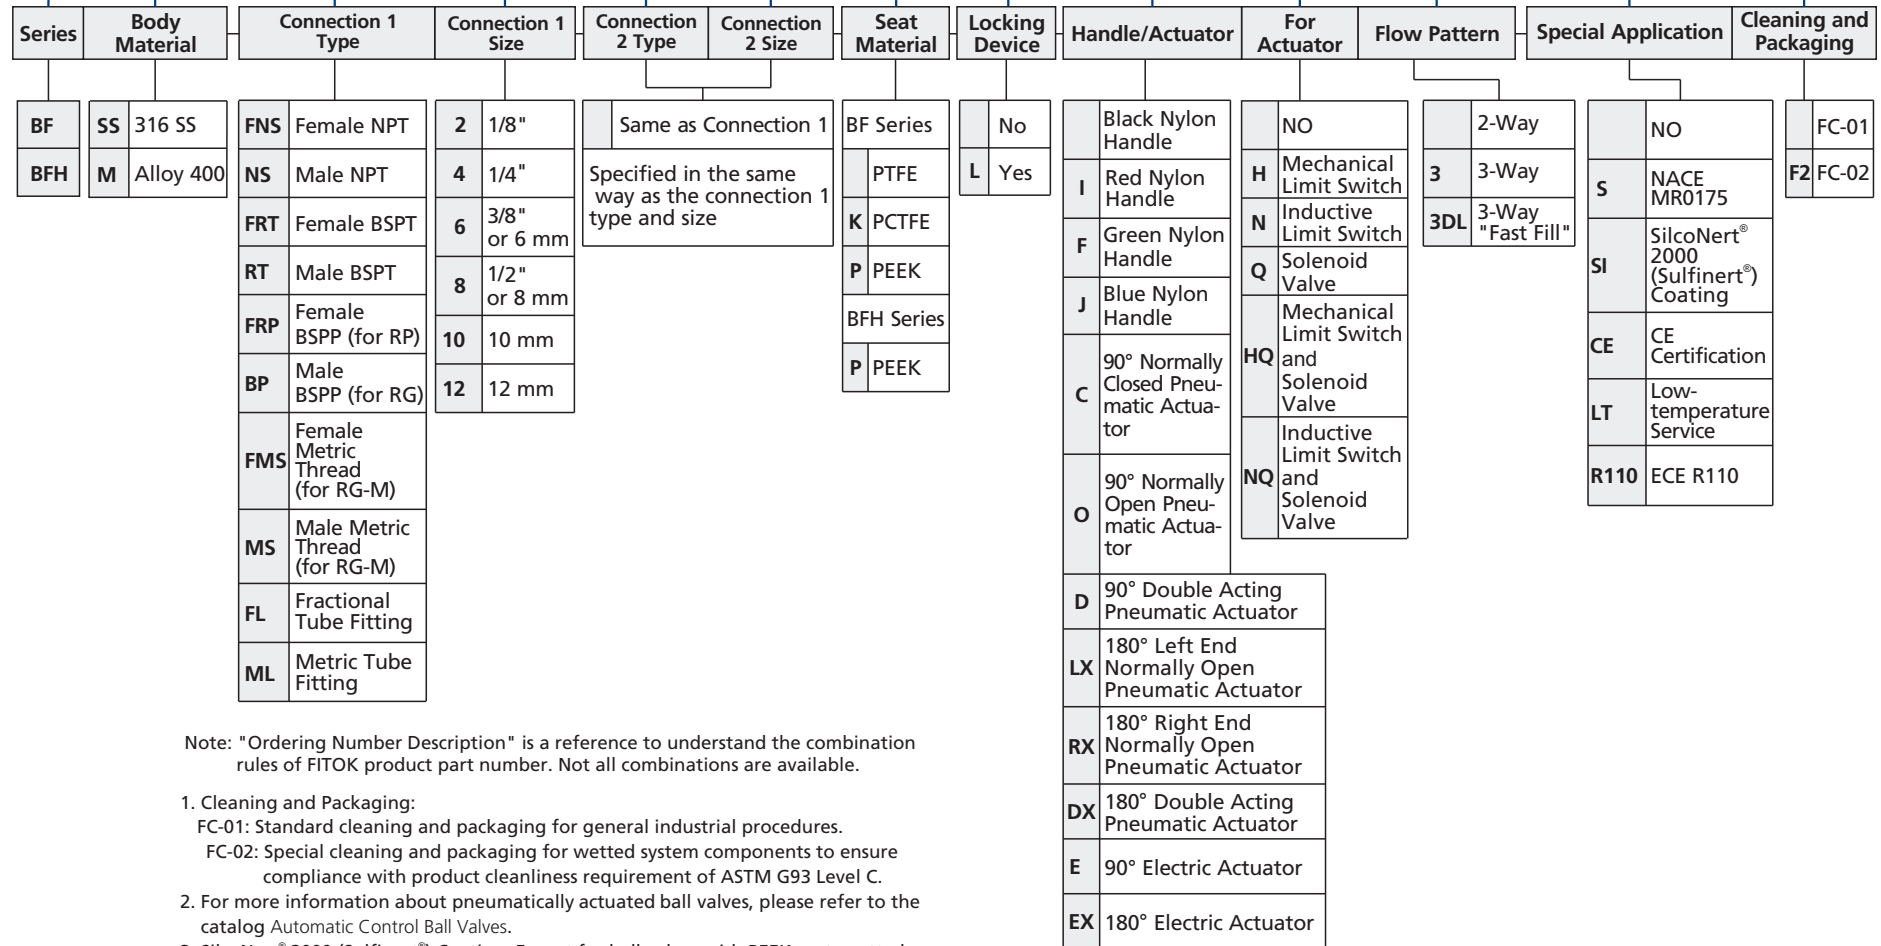 Series
Body
Material
Connection 1
Type
Connection 1
Size
Connection
2 Type
Connection
2 Size
Seat
Material
Locking
Device
Handle/Actuator
For
Actuator
Flow Pattern
Special Application
Cleaning and
Packaging
BF
BFH
SS 316 SS
M Alloy 400
FNS Female NPT
NS Male NPT
FRT Female BSPT
RT Male BSPT
FRP Female
BSPP (for RP)
BP Male
BSPP (for RG)
FMS Female
Metric
Thread
(for RG-M)
MS Male Metric
Thread
(for RG-M)
FL Fractional
Tube Fitting
ML Metric Tube
Fitting
2 1/8"
4 1/4"
6 3/8"
or 6 mm
8 1/2"
or 8 mm
10 10 mm
12 12 mm
Same as Connection 1
Specified in the same
way as the connection 1
type and size
BF Series
PTFE
K PCTFE
P PEEK
BFH Series
P PEEK
No
L Yes
Black Nylon
Handle
I Red Nylon
Handle
F Green Nylon
Handle
J Blue Nylon
Handle
C 90° Normally
Closed Pneu-
matic Actua-
tor
O 90° Normally
Open Pneu-
matic Actua-
tor
D 90° Double Acting
Pneumatic Actuator
LX 180° Left End
Normally Open
Pneumatic Actuator
RX 180° Right End
Normally Open
Pneumatic Actuator
DX 180° Double Acting
Pneumatic Actuator
E 90° Electric Actuator
EX 180° Electric Actuator
NO
H Mechanical
Limit Switch
N Inductive
Limit Switch
Q Solenoid
Valve
HQ Mechanical
Limit Switch
and
Solenoid
Valve
NQ Inductive
Limit Switch
and
Solenoid
Valve
2-Way
3 3-Way
3DL 3-Way
"Fast Fill"
NO
S NACE
MR0175
SI SilcoNert®
2000
(Sulfinert®)
Coating
CE CE
Certification
LT Low-
temperature
Service
R110 ECE R110
FC-01
F2 FC-02
Note: "Ordering Number Description" is a reference to understand the combination
rules of FITOK product part number. Not all combinations are available.
1. Cleaning and Packaging:
FC-01: Standard cleaning and packaging for general industrial procedures.
FC-02: Special cleaning and packaging for wetted system components to ensure
compliance with product cleanliness requirement of ASTM G93 Level C.
2. For more information about pneumatically actuated ball valves, please refer to the
catalog Automatic Control Ball Valves.